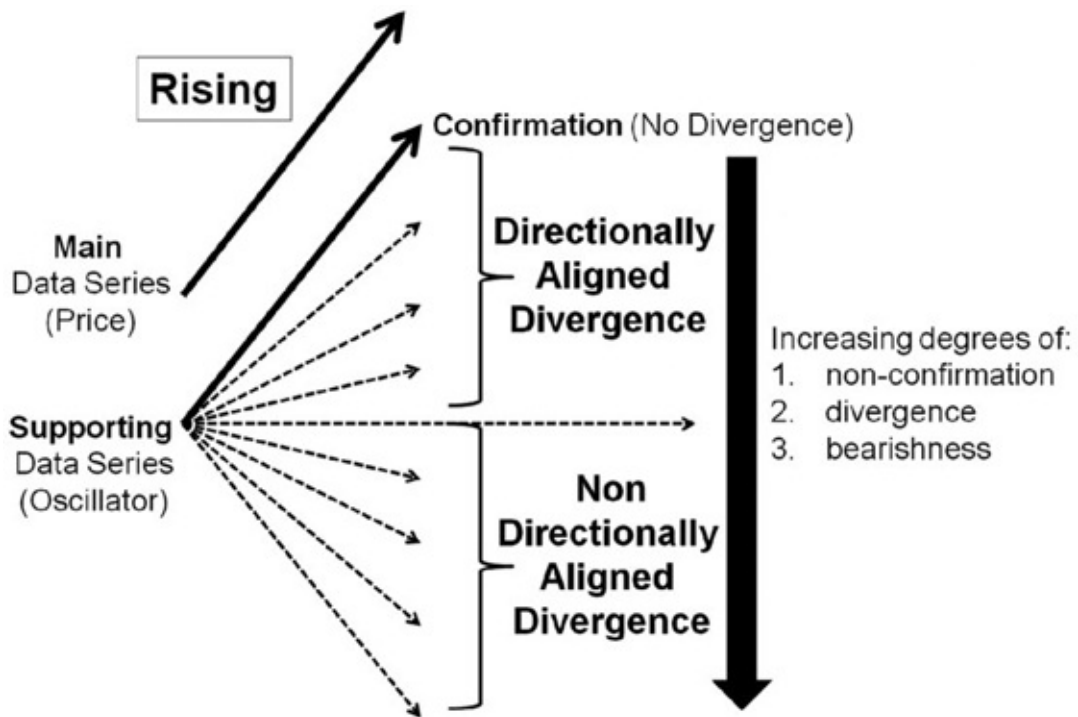 Rising
Confirmation (No Divergence)
Main
Data Series
(Price)
Directionally
Aligned
Divergence
Increasing degrees of:
1. non-confirmation
2. divergence
3. bearishness
Supporting
Data Series
(Oscillator)
Non
Directionally
Aligned
Divergence